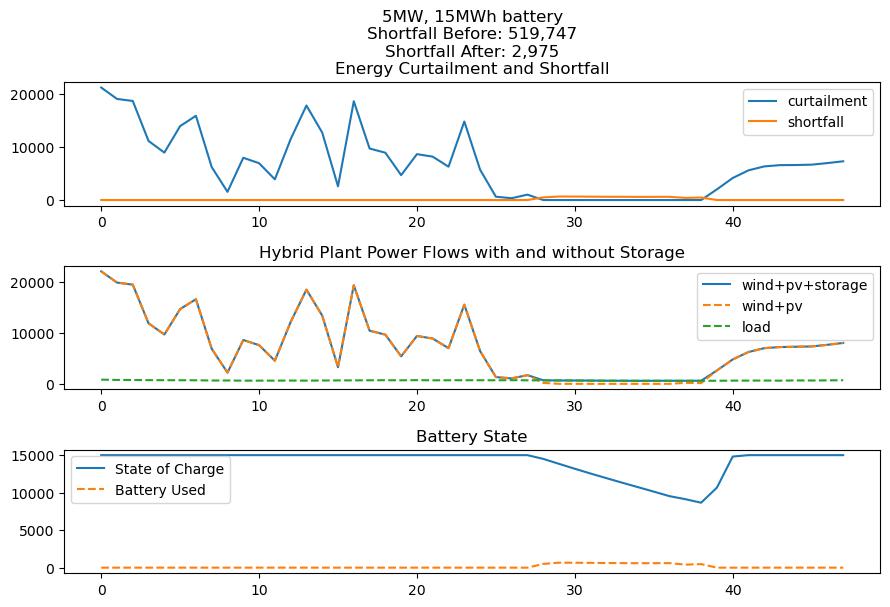 5MW, 15MWh battery
Shortfall Before: 519,747
Shortfall After: 2,975
Energy Curtailment and Shortfall
20000
10000
0
curtailment
shortfall
0 10 20 30 40
Hybrid Plant Power Flows with and without Storage
20000
10000
0
wind+pv+storage
wind+pv
load
0 10 20 30 40
Battery State
15000
10000
5000
0
State of Charge
Battery Used
0 10 20 30 40